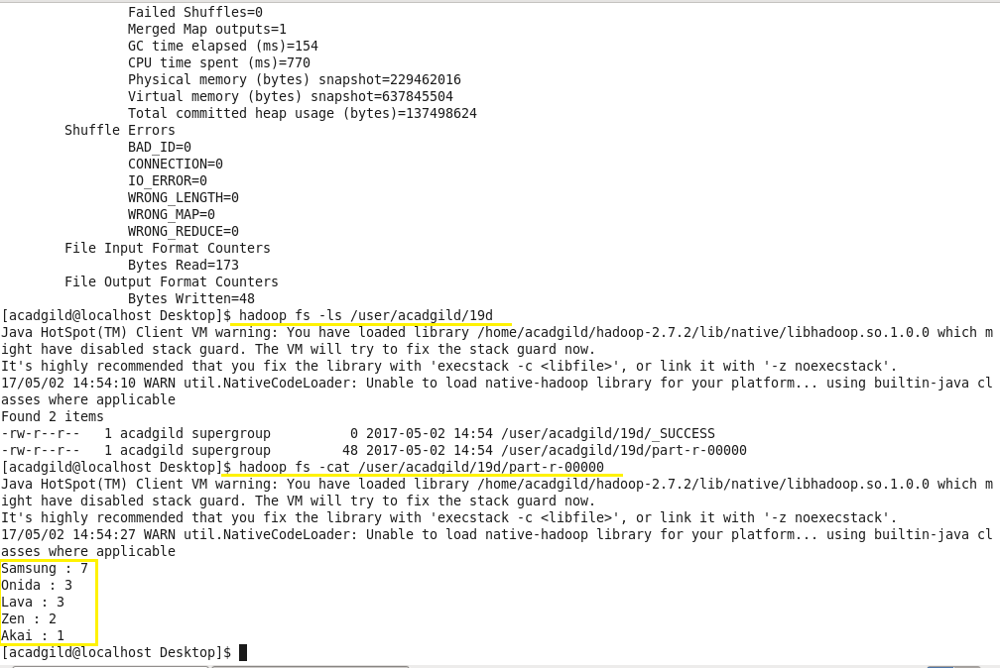 Failed Shuffles=0
Merged Map outputs=1
GC time elapsed (ms)=154
CPU time spent (ms)=770
Physical memory (bytes) snapshot=229462016
Virtual memory (bytes) snapshot=637845504
Total committed heap usage (bytes)=137498624
Shuffle Errors
BAD_ID=0
CONNECTION=0
IO_ERROR=0
WRONG_LENGTH=0
WRONG_MAP=0
WRONG_REDUCE=0
File Input Format Counters
Bytes Read=173
File Output Format Counters
Bytes Written=48
[acadgild@localhost Desktop]$ hadoop fs -ls /user/acadgild/19d
Java HotSpot(TM) Client VM warning: You have loaded library /home/acadgild/hadoop-2.7.2/lib/native/libhadoop.so.1.0.0 which m
ight have disabled stack guard. The VM will try to fix the stack guard now.
It's highly recommended that you fix the library with 'execstack -c <libfile>', or link it with '-z noexecstack'.
17/05/02 14:54:10 WARN util.NativeCodeLoader: Unable to load native-hadoop library for your platform... using builtin-java cl
asses where applicable
Found 2 items
-rw-r--r--   1 acadgild supergroup          0 2017-05-02 14:54 /user/acadgild/19d/_SUCCESS
-rw-r--r--   1 acadgild supergroup         48 2017-05-02 14:54 /user/acadgild/19d/part-r-00000
[acadgild@localhost Desktop]$ hadoop fs -cat /user/acadgild/19d/part-r-00000
Java HotSpot(TM) Client VM warning: You have loaded library /home/acadgild/hadoop-2.7.2/lib/native/libhadoop.so.1.0.0 which m
ight have disabled stack guard. The VM will try to fix the stack guard now.
It's highly recommended that you fix the library with 'execstack -c <libfile>', or link it with '-z noexecstack'.
17/05/02 14:54:27 WARN util.NativeCodeLoader: Unable to load native-hadoop library for your platform... using builtin-java cl
asses where applicable
Samsung : 7
Onida : 3
Lava : 3
Zen : 2
Akai : 1
[acadgild@localhost Desktop]$